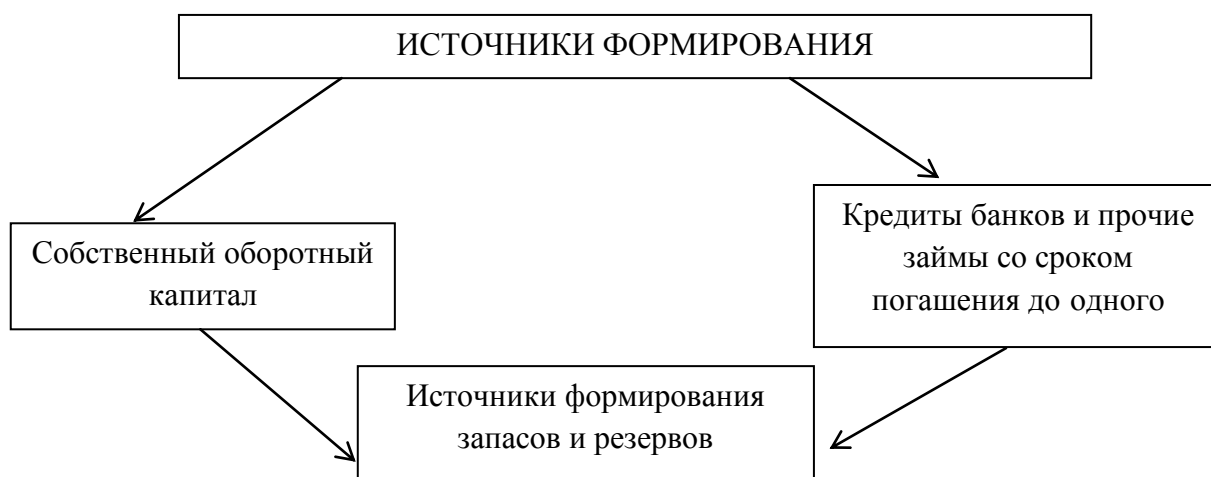 ИСТОЧНИКИ ФОРМИРОВАНИЯ
Собственный оборотный
капитал
Кредиты банков и прочие
займы со сроком
погашения до одного
Источники формирования
запасов и резервов